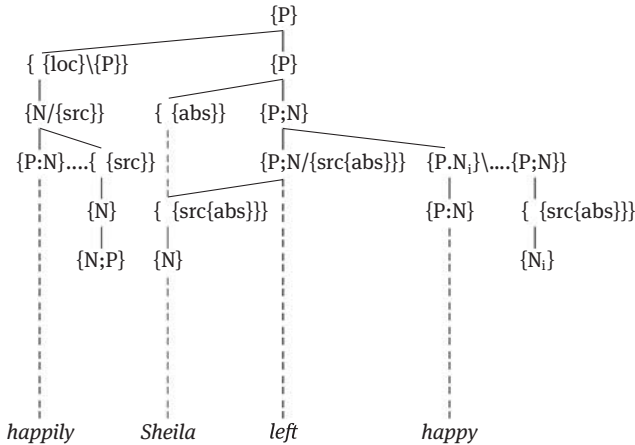 {P}
{ {loc}\{P}} {P}
{N/{src}} { {abs}} {P;N}
{P:N}....{ {src}} {P;N/{src{abs}}} {P.Nᵢ}\....{P;N}}
{N} { {src{abs}}} {P:N} { {src{abs}}}
{N;P} {N} {Nᵢ}
happily Sheila left happy